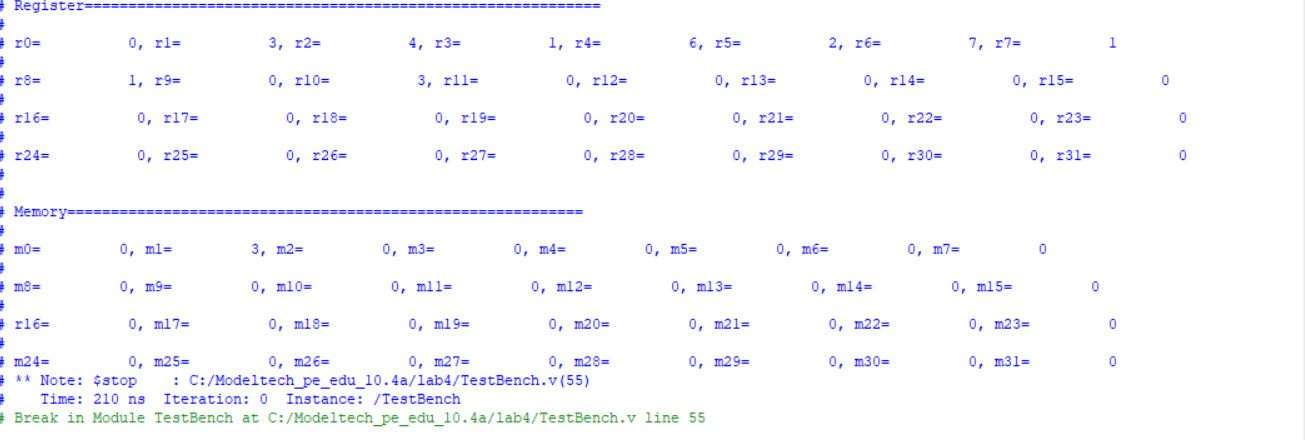 # Register===========================================================
#
# r0=          0, r1=          3, r2=          4, r3=          1, r4=          6, r5=          2, r6=          7, r7=          1
#
# r8=          1, r9=          0, r10=          3, r11=          0, r12=          0, r13=          0, r14=          0, r15=          0
#
# r16=          0, r17=          0, r18=          0, r19=          0, r20=          0, r21=          0, r22=          0, r23=          0
#
# r24=          0, r25=          0, r26=          0, r27=          0, r28=          0, r29=          0, r30=          0, r31=          0
#
#
# Memory===========================================================
#
# m0=          0, m1=          3, m2=          0, m3=          0, m4=          0, m5=          0, m6=          0, m7=          0
#
# m8=          0, m9=          0, m10=          0, m11=          0, m12=          0, m13=          0, m14=          0, m15=          0
#
# r16=          0, m17=          0, m18=          0, m19=          0, m20=          0, m21=          0, m22=          0, m23=          0
#
# m24=          0, m25=          0, m26=          0, m27=          0, m28=          0, m29=          0, m30=          0, m31=          0
# ** Note: $stop    : C:/Modeltech_pe_edu_10.4a/lab4/TestBench.v(55)
#    Time: 210 ns  Iteration: 0  Instance: /TestBench
# Break in Module TestBench at C:/Modeltech_pe_edu_10.4a/lab4/TestBench.v line 55